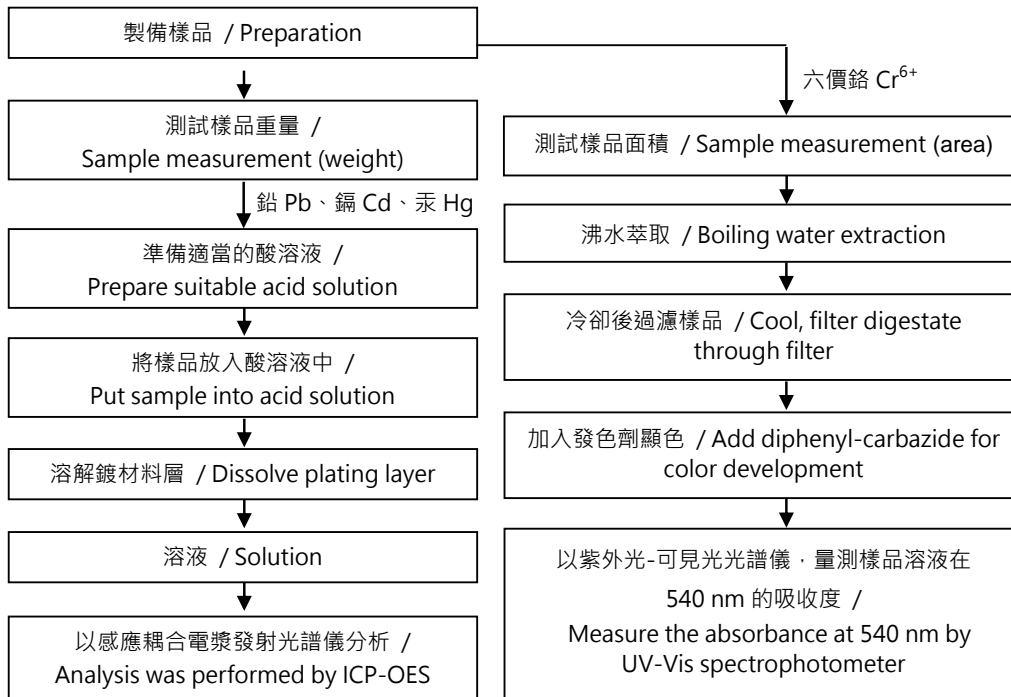 製備樣品 / Preparation
測試樣品重量 /
Sample measurement (weight)
鉛 Pb、鎘 Cd、汞 Hg
準備適當的酸溶液 /
Prepare suitable acid solution
將樣品放入酸溶液中 /
Put sample into acid solution
溶解鍍材料層 / Dissolve plating layer
溶液 / Solution
以感應耦合電漿發射光譜儀分析 /
Analysis was performed by ICP-OES
六價鉻 Cr⁶⁺
測試樣品面積 / Sample measurement (area)
沸水萃取 / Boiling water extraction
冷卻後過濾樣品 / Cool, filter digestate
through filter
加入發色劑顯色 / Add diphenyl-carbazide for
color development
以紫外光-可見光光譜儀，量測樣品溶液在
540 nm 的吸收度 /
Measure the absorbance at 540 nm by
UV-Vis spectrophotometer